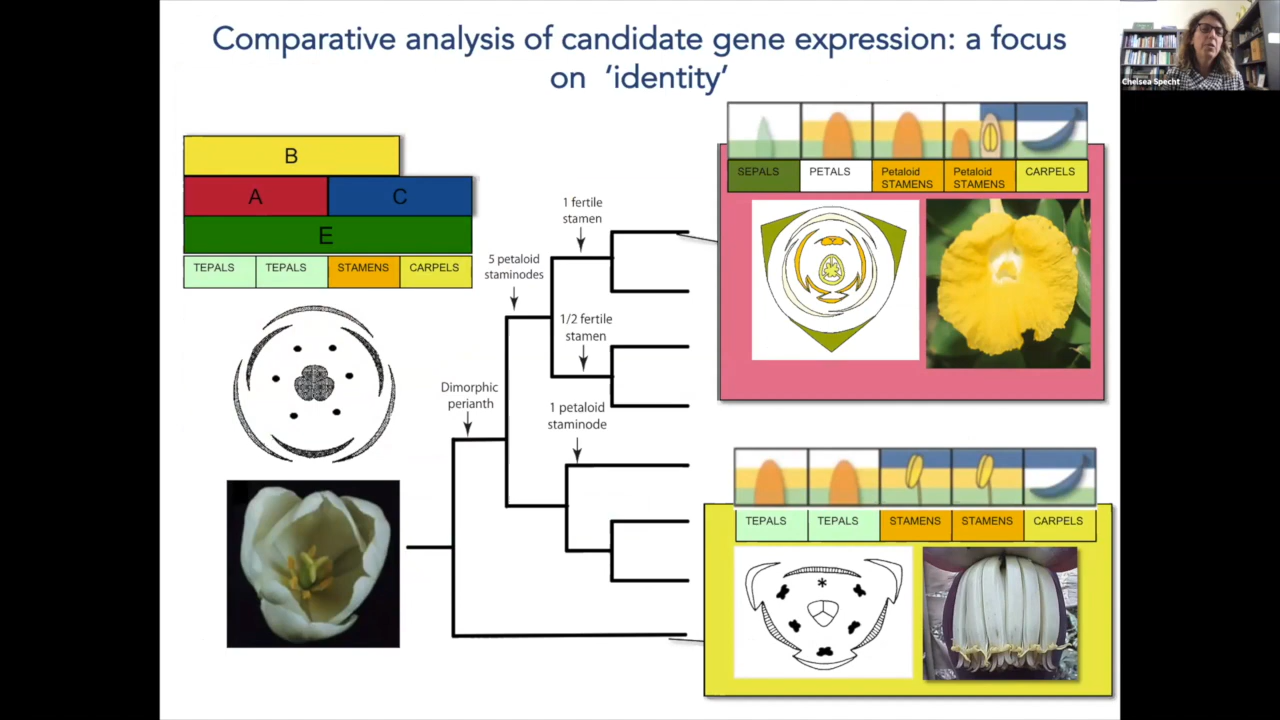 Comparative analysis of candidate gene expression: a focus
on 'identity'
Chelsea Specht
B
A
C
E
TEPALS
TEPALS
STAMENS
CARPELS
1 fertile
stamen
5 petaloid
staminodes
1/2 fertile
stamen
Dimorphic
perianth
1 petaloid
staminode
SEPALS
PETALS
Petaloid
STAMENS
Petaloid
STAMENS
CARPELS
TEPALS
TEPALS
STAMENS
STAMENS
CARPELS
*